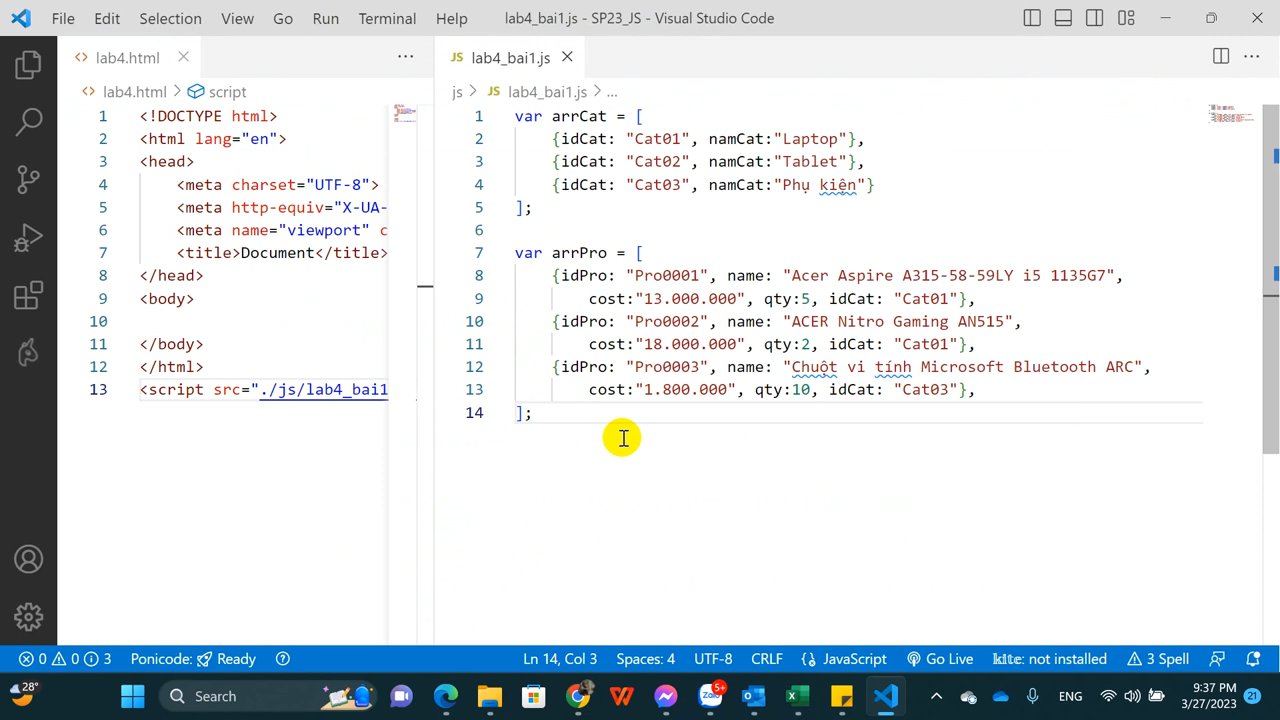 File Edit Selection View Go Run Terminal Help lab4_bai1.js - SP23_JS - Visual Studio Code
lab4.html
lab4.html > script
1 <!DOCTYPE html>
2 <html lang="en">
3 <head>
4 <meta charset="UTF-8">
5 <meta http-equiv="X-UA-
6 <meta name="viewport" c
7 <title>Document</title>
8 </head>
9 <body>
10
11 </body>
12 </html>
13 <script src="./js/lab4_bai1
JS lab4_bai1.js
js > JS lab4_bai1.js > ...
1 var arrCat = [
2 {idCat: "Cat01", namCat:"Laptop"},
3 {idCat: "Cat02", namCat:"Tablet"},
4 {idCat: "Cat03", namCat:"Phụ kiện"}
5 ];
6
7 var arrPro = [
8 {idPro: "Pro0001", name: "Acer Aspire A315-58-59LY i5 1135G7",
9 cost:"13.000.000", qty:5, idCat: "Cat01"},
10 {idPro: "Pro0002", name: "ACER Nitro Gaming AN515",
11 cost:"18.000.000", qty:2, idCat: "Cat01"},
12 {idPro: "Pro0003", name: "Chuột vi tính Microsoft Bluetooth ARC",
13 cost:"1.800.000", qty:10, idCat: "Cat03"},
14 ];
0 0 3 Ponicode: Ready Ln 14, Col 3 Spaces: 4 UTF-8 CRLF {} JavaScript Go Live kite: not installed 3 Spell
28° Search 5+ Zalo ENG 9:37 PM 21
3/27/2023